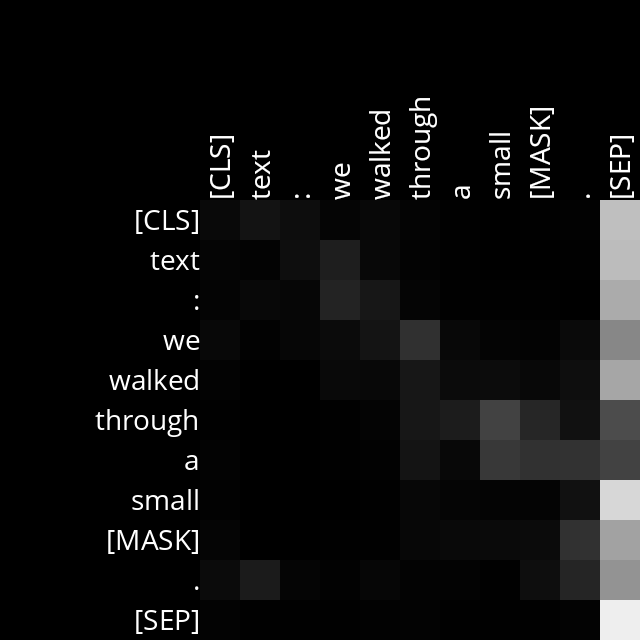 [CLS] text : we walked through a small [MASK] . [SEP]
[CLS]
text
:
we
walked
through
a
small
[MASK]
.
[SEP]